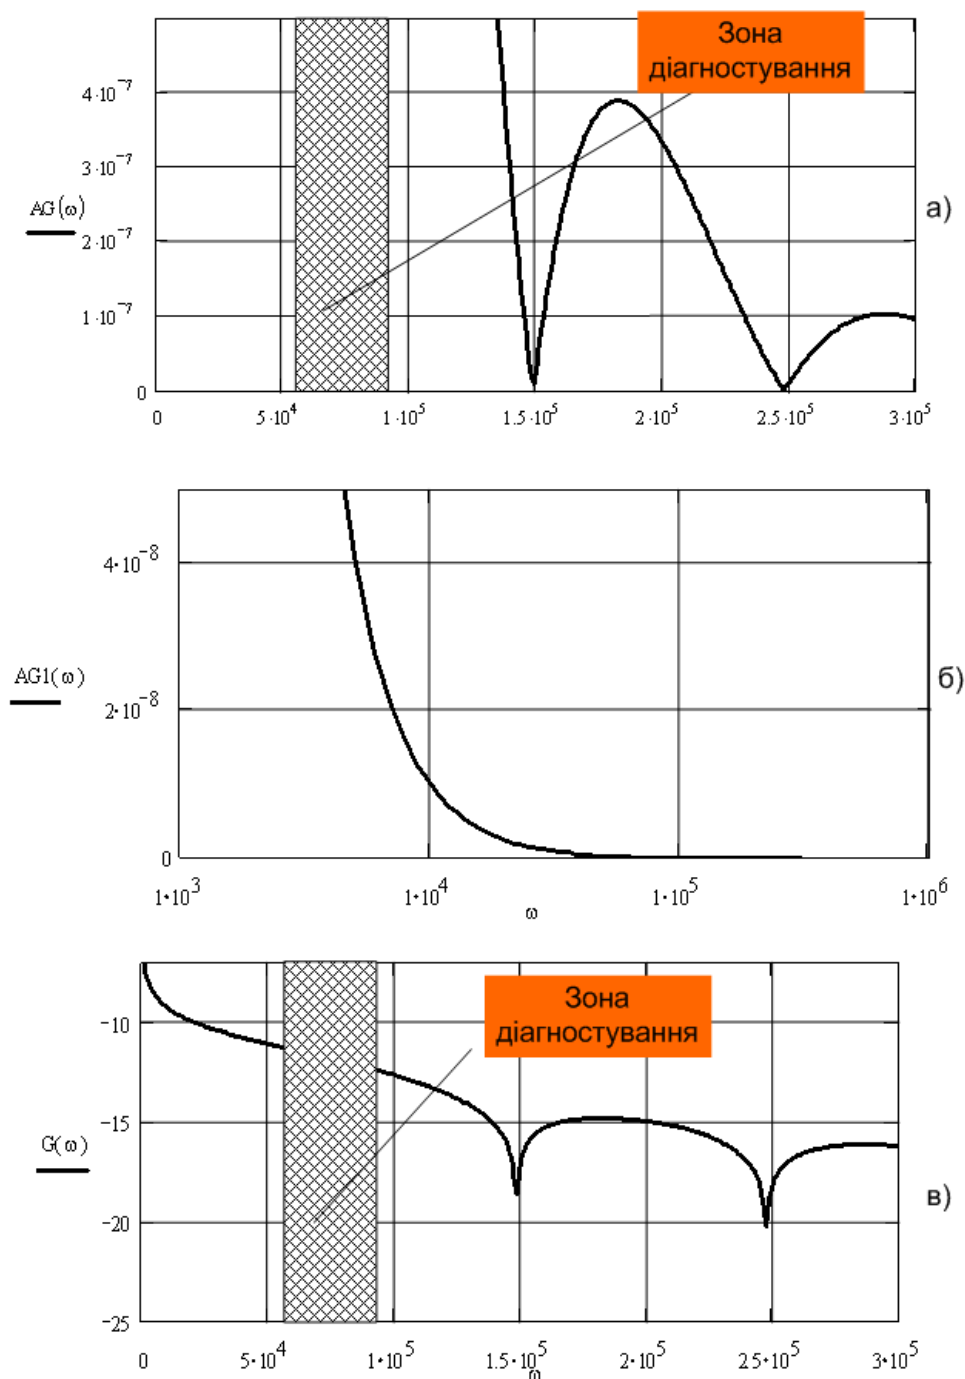 Зона
діагностування
4·10⁻⁷
3·10⁻⁷
AG(ω)
а)
2·10⁻⁷
1·10⁻⁷
0
0 5·10⁴ 1·10⁵ 1.5·10⁵ 2·10⁵ 2.5·10⁵ 3·10⁵
4·10⁻⁸
AG1(ω)
б)
2·10⁻⁸
0
1·10³ 1·10⁴ 1·10⁵ 1·10⁶
ω
Зона
діагностування
-10
-15
G(ω)
в)
-20
-25
0 5·10⁴ 1·10⁵ 1.5·10⁵ 2·10⁵ 25·10⁵ 3·10⁵
ω